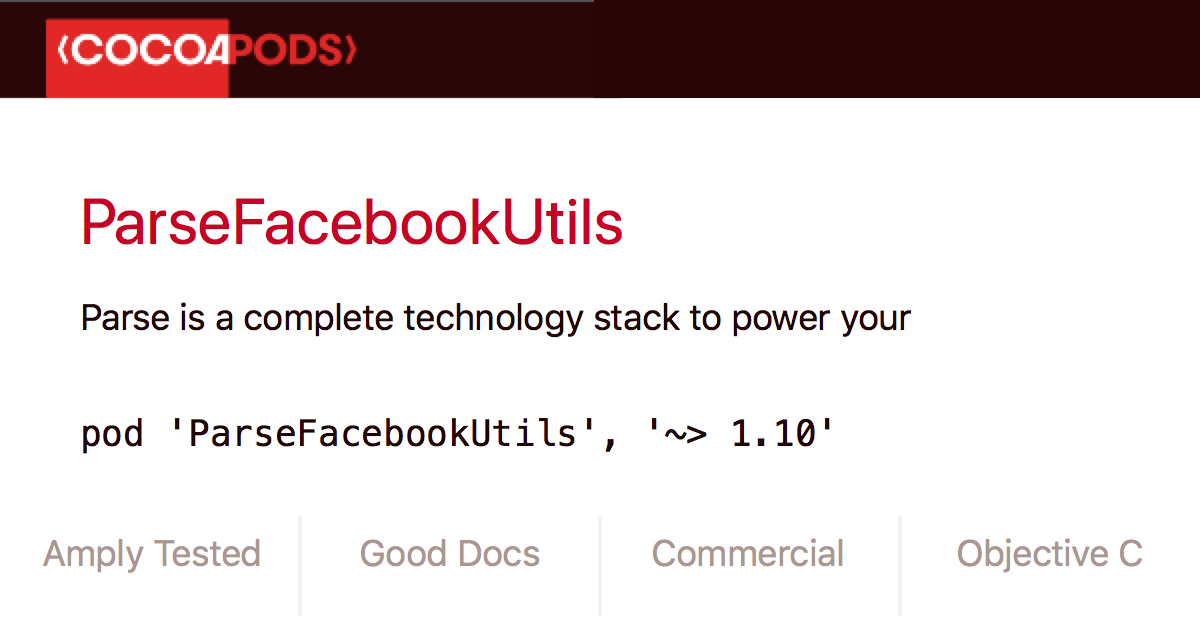 ⟨COCOAPODS⟩
ParseFacebookUtils
Parse is a complete technology stack to power your
pod 'ParseFacebookUtils', '~> 1.10'
Amply Tested
Good Docs
Commercial
Objective C